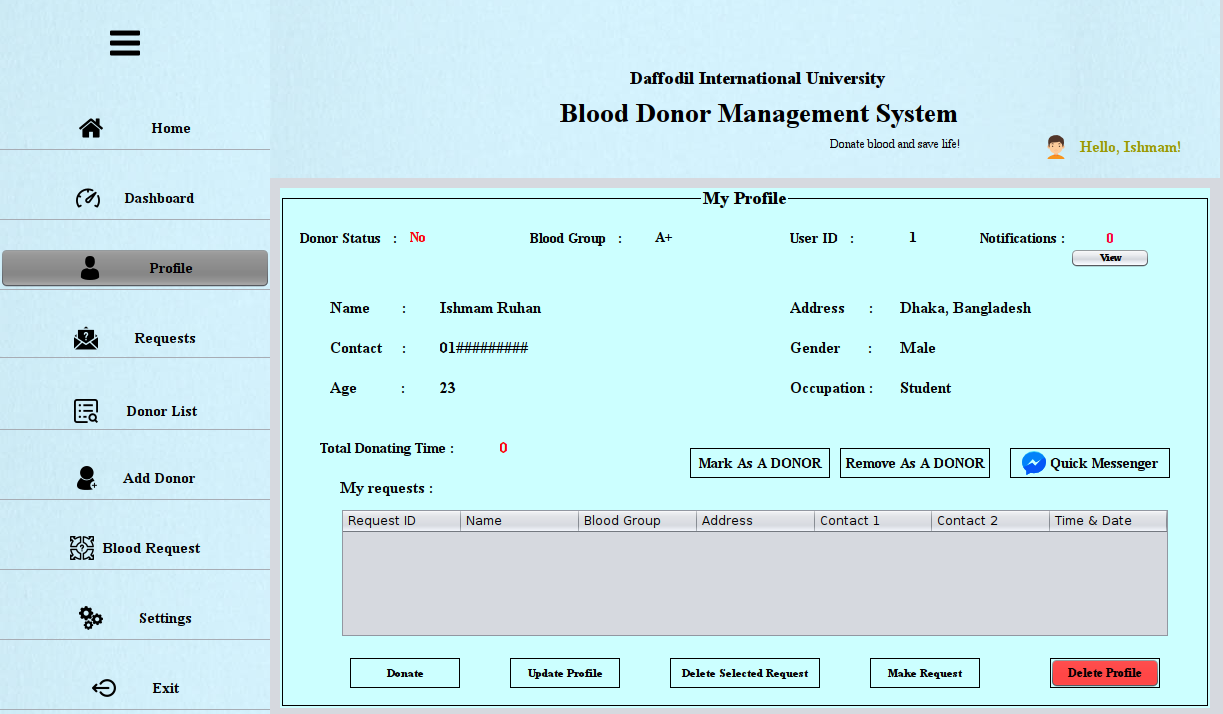 Daffodil International University
Blood Donor Management System
Donate blood and save life!
Hello, Ishmam!
Home
Dashboard
Profile
Requests
Donor List
Add Donor
Blood Request
Settings
Exit
My Profile
Donor Status : No Blood Group : A+ User ID : 1 Notifications : 0
View
Name : Ishmam Ruhan Address : Dhaka, Bangladesh
Contact : 01######### Gender : Male
Age : 23 Occupation : Student
Total Donating Time : 0
Mark As A DONOR Remove As A DONOR Quick Messenger
My requests :
Request ID Name Blood Group Address Contact 1 Contact 2 Time & Date
Donate Update Profile Delete Selected Request Make Request Delete Profile